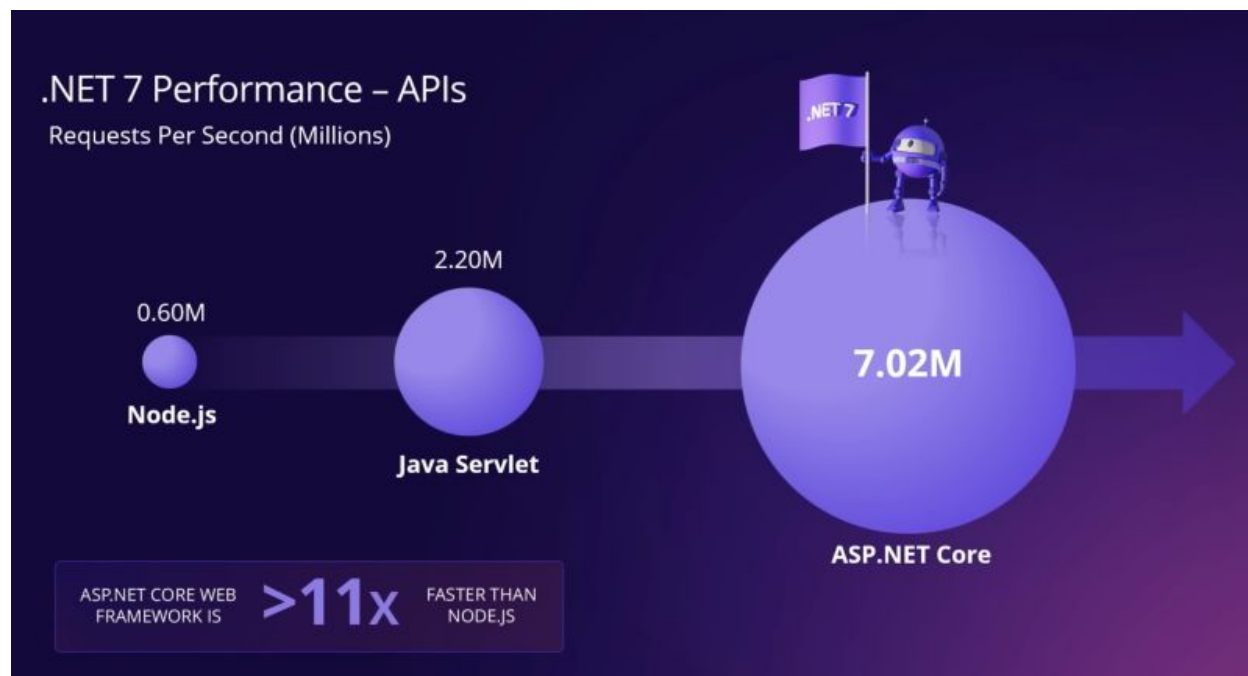 .NET 7 Performance – APIs
Requests Per Second (Millions)
.NET 7
0.60M
Node.js
2.20M
Java Servlet
7.02M
ASP.NET Core
ASP.NET CORE WEB
FRAMEWORK IS
>11x
FASTER THAN
NODE.JS